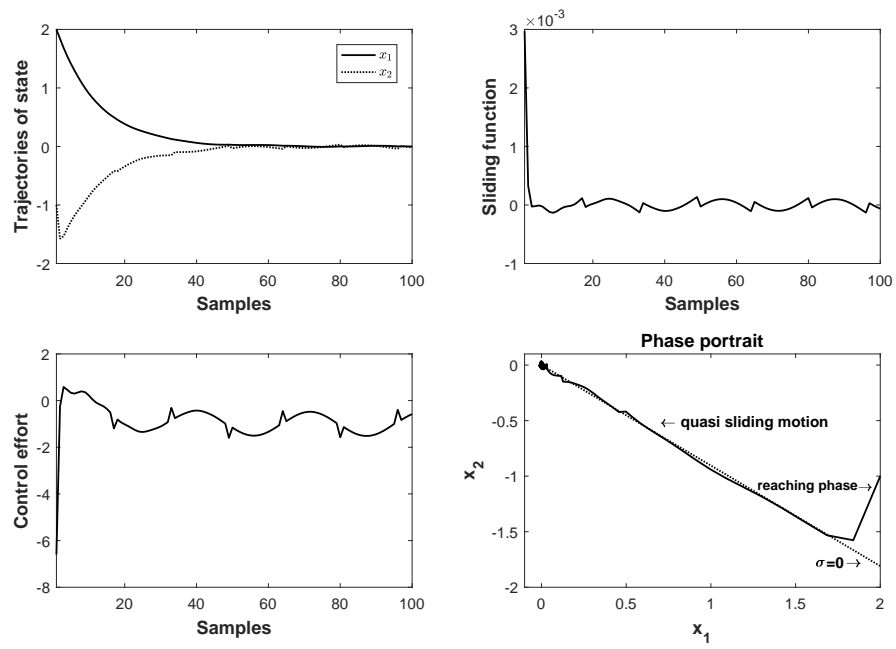 2
1
0
-1
-2
Trajectories of state
20 40 60 80 100
Samples
x1
x2
×10-3
3
2
1
0
-1
Sliding function
20 40 60 80 100
Samples
2
0
-2
-4
-6
-8
Control effort
20 40 60 80 100
Samples
Phase portrait
0
-0.5
-1
-1.5
-2
x2
← quasi sliding motion
reaching phase→
σ=0→
0 0.5 1 1.5 2
x1